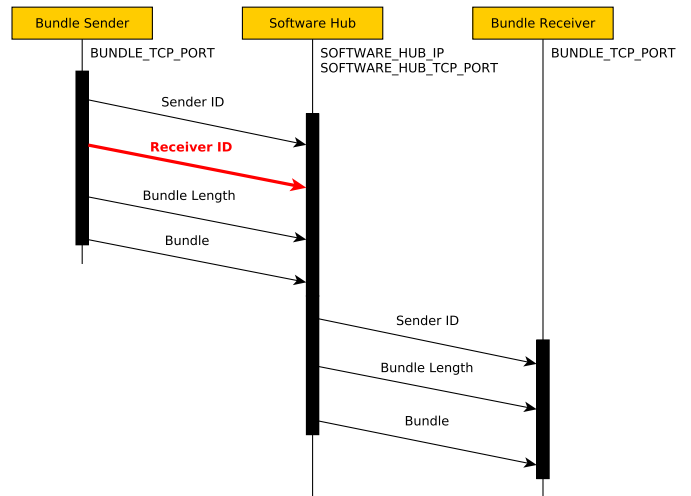 Bundle Sender
Software Hub
Bundle Receiver
BUNDLE_TCP_PORT
SOFTWARE_HUB_IP
SOFTWARE_HUB_TCP_PORT
BUNDLE_TCP_PORT
Sender ID
Receiver ID
Bundle Length
Bundle
Sender ID
Bundle Length
Bundle